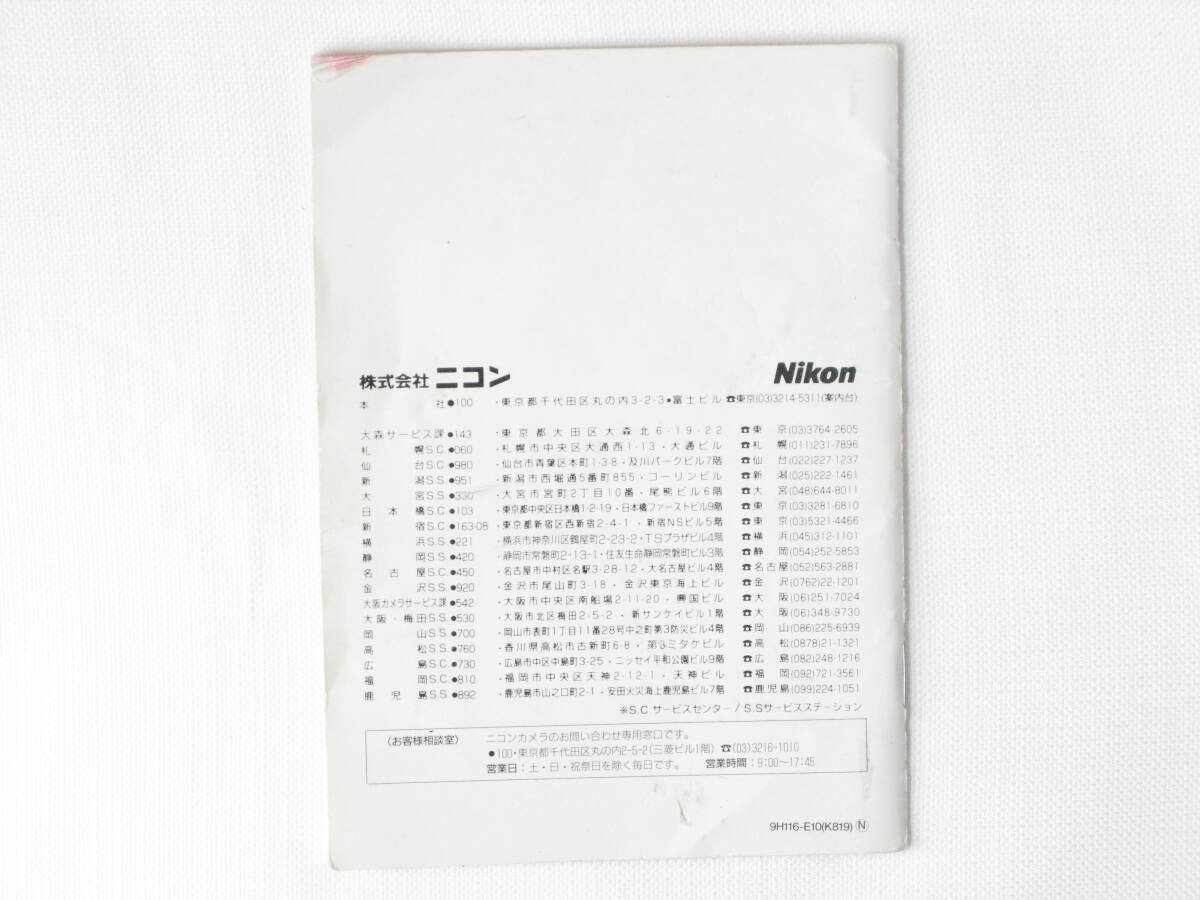 株式会社 ニコン Nikon
本社●100・東京都千代田区丸の内3-2-3●富士ビル ☎東京(03)3214-5311(案内台)
大森サービス課●143・東京都大田区大森北6-19-22 ☎東京(03)3764-2605
札幌S.C.●060・札幌市中央区大通西1-13・大通ビル ☎札幌(011)231-7896
仙台S.C.●980・仙台市青葉区本町1-3-8・及川パークビル7階 ☎仙台(022)227-1237
新潟S.S.●951・新潟市西堀通5番町855・コーリンビル ☎新潟(025)222-1461
大宮S.S.●330・大宮市宮町2丁目10番・尾熊ビル6階 ☎大宮(048)644-8011
日本橋S.C.●103・東京都中央区日本橋1-2-19・日本橋ファーストビル9階 ☎東京(03)3281-6810
新宿S.C.●163-08・東京都新宿区西新宿2-4-1・新宿NSビル5階 ☎東京(03)5321-4466
横浜S.S.●221・横浜市神奈川区鶴屋町2-23-2・TSプラザビル4階 ☎横浜(045)312-1101
静岡S.S.●420・静岡市常磐町2-13-1・住友生命静岡常磐町ビル3階 ☎静岡(054)252-5853
名古屋S.C.●450・名古屋市中村区名駅3-28-12・大名古屋ビル4階 ☎名古屋(052)563-2881
金沢S.S.●920・金沢市尾山町3-18・金沢東京海上ビル ☎金沢(0762)22-1201
大阪カメラサービス課●542・大阪市中央区南船場2-11-20・興国ビル ☎大阪(06)251-7024
大阪・梅田S.S.●530・大阪市北区梅田2-5-2・新サンケイビル1階 ☎大阪(06)348-9730
岡山S.S.●700・岡山市表町1丁目11番28号中之町第3防災ビル4階 ☎岡山(086)225-6939
高松S.S.●760・香川県高松市古新町6-8・第3ミタケビル ☎高松(0878)21-1321
広島S.C.●730・広島市中区中島町3-25・ニッセイ平和公園ビル9階 ☎広島(082)248-1216
福岡S.C.●810・福岡市中央区天神2-12-1・天神ビル ☎福岡(092)721-3561
鹿児島S.S.●892・鹿児島市山之口町2-1・安田火災海上鹿児島ビル7階 ☎鹿児島(099)224-1051
※S.C サービスセンター / S.Sサービスステーション
〈お客様相談室〉 ニコンカメラのお問い合わせ専用窓口です。
●100・東京都千代田区丸の内2-5-2(三菱ビル1階) ☎(03)3216-1010
営業日：土・日・祝祭日を除く毎日です。 営業時間：9:00〜17:45
9H116-E10(K819) Ⓝ